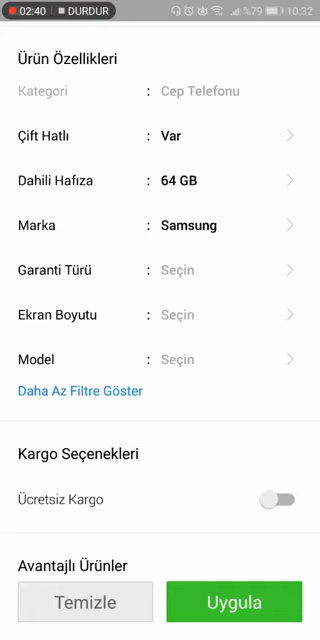 02:40 DURDUR %79 10:32
Ürün Özellikleri
Kategori : Cep Telefonu
Çift Hatlı : Var
Dahili Hafıza : 64 GB
Marka : Samsung
Garanti Türü : Seçin
Ekran Boyutu : Seçin
Model : Seçin
Daha Az Filtre Göster
Kargo Seçenekleri
Ücretsiz Kargo
Avantajlı Ürünler
Temizle Uygula